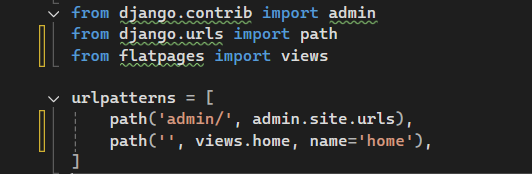 from django.contrib import admin
from django.urls import path
from flatpages import views
urlpatterns = [
path('admin/', admin.site.urls),
path('', views.home, name='home'),
]